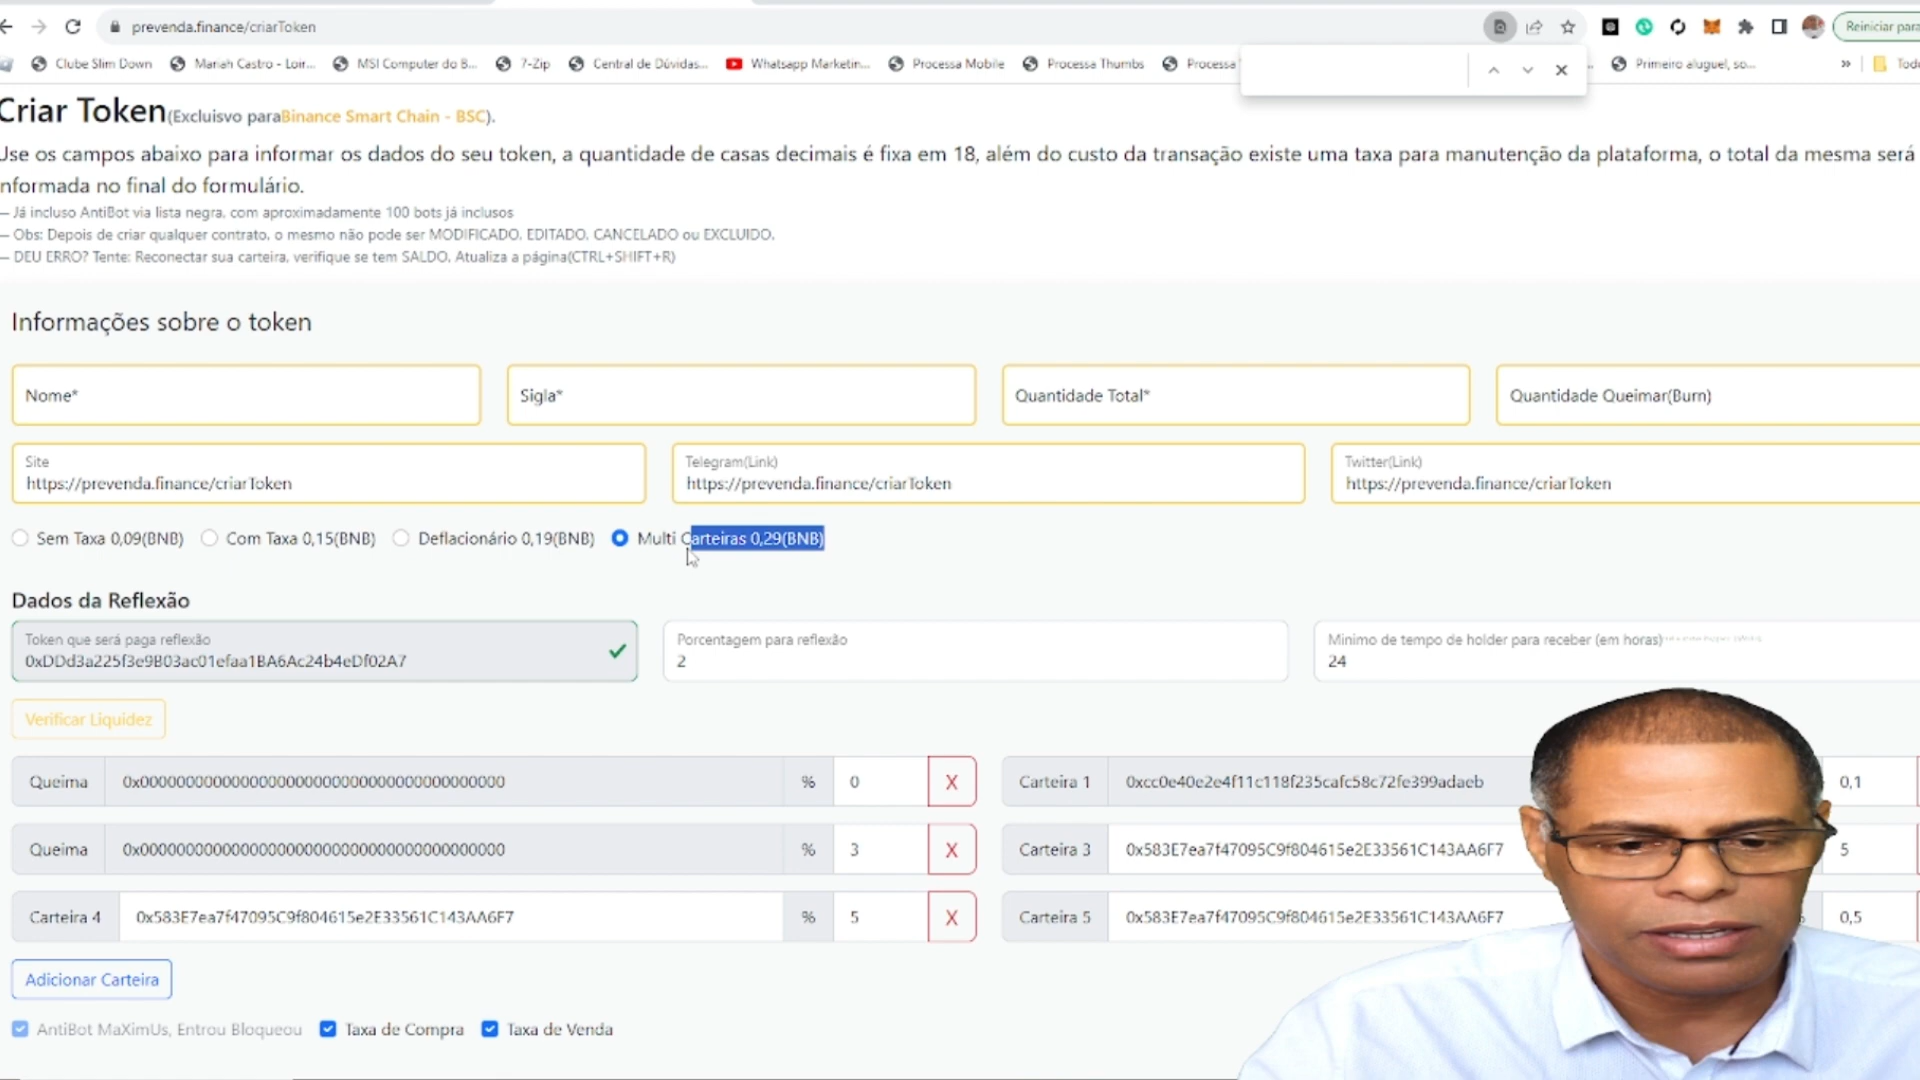 prevenda.finance/criarToken
Reiniciar para
Clube Slim Down
Mariah Castro - Loir...
MSI Computer do B...
7-Zip
Central de Dúvidas...
Whatsapp Marketin...
Processa Mobile
Processa Thumbs
Processa
Primeiro aluguel, so...
»
Criar Token(Excluisvo paraBinance Smart Chain - BSC).
Use os campos abaixo para informar os dados do seu token, a quantidade de casas decimais é fixa em 18, além do custo da transação existe uma taxa para manutenção da plataforma, o total da mesma será
nformada no final do formulário.
— Já incluso AntiBot via lista negra, com aproximadamente 100 bots já inclusos
— Obs: Depois de criar qualquer contrato, o mesmo não pode ser MODIFICADO, EDITADO, CANCELADO ou EXCLUIDO.
— DEU ERRO? Tente: Reconectar sua carteira, verifique se tem SALDO, Atualiza a página(CTRL+SHIFT+R)
Informações sobre o token
Nome*
Sigla*
Quantidade Total*
Quantidade Queimar(Burn)
Site
https://prevenda.finance/criarToken
Telegram(Link)
https://prevenda.finance/criarToken
Twitter(Link)
https://prevenda.finance/criarToken
Sem Taxa 0,09(BNB)
Com Taxa 0,15(BNB)
Deflacionário 0,19(BNB)
Multi Carteiras 0,29(BNB)
Dados da Reflexão
Token que será paga reflexão
0xDDd3a225f3e9B03ac01efaa1BA6Ac24b4eDf02A7
Porcentagem para reflexão
2
Minimo de tempo de holder para receber (em horas)
24
Verificar Liquidez
Queima 0x0000000000000000000000000000000000000000 % 0 X
Carteira 1 0xcc0e40e2e4f11c118f235cafc58c72fe399adaeb 0,1
Queima 0x0000000000000000000000000000000000000000 % 3 X
Carteira 3 0x583E7ea7f47095C9f804615e2E33561C143AA6F7 5
Carteira 4 0x583E7ea7f47095C9f804615e2E33561C143AA6F7 % 5 X
Carteira 5 0x583E7ea7f47095C9f804615e2E33561C143AA6F7 0,5
Adicionar Carteira
AntiBot MaXimUs, Entrou Bloqueou
Taxa de Compra
Taxa de Venda